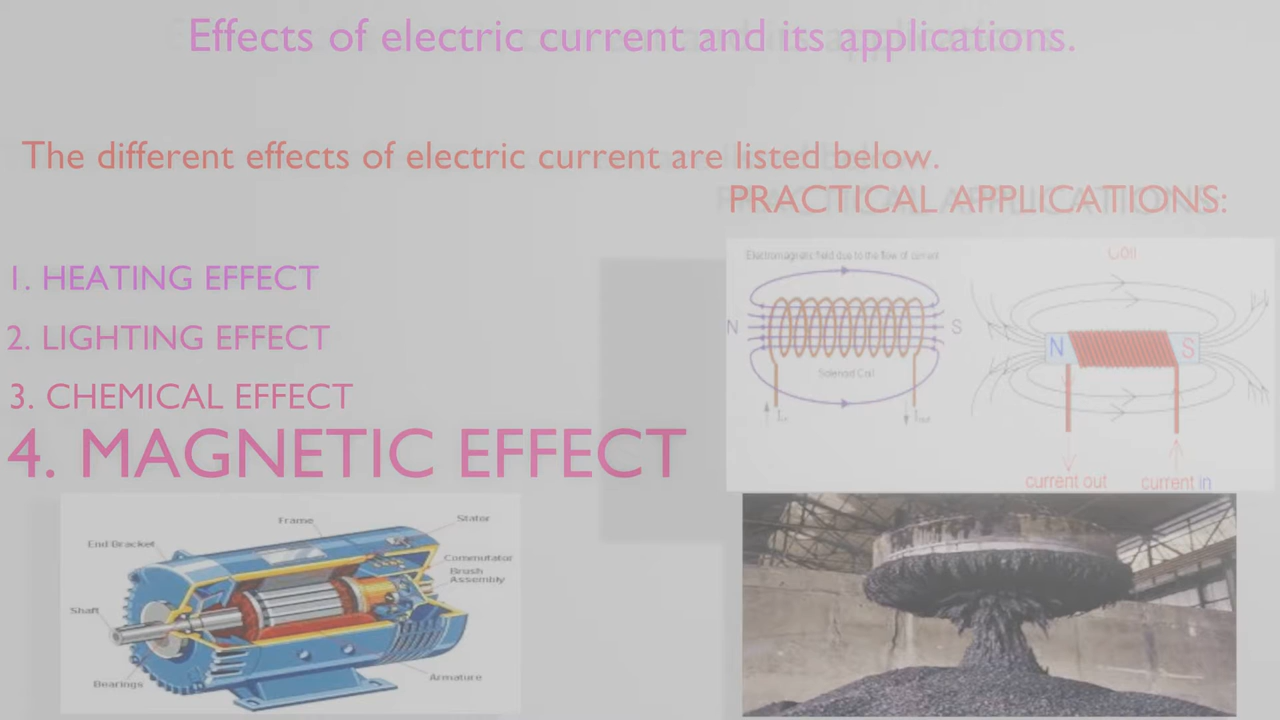 Effects of electric current and its applications.
The different effects of electric current are listed below.
PRACTICAL APPLICATIONS:
1. HEATING EFFECT
2. LIGHTING EFFECT
3. CHEMICAL EFFECT
4. MAGNETIC EFFECT
Electromagnetic field due to the flow of current
N
S
Solenoid Coil
Coil
N
S
current out
current in
Frame
Stator
End Bracket
Commutator
Brush
Assembly
Shaft
Bearings
Armature